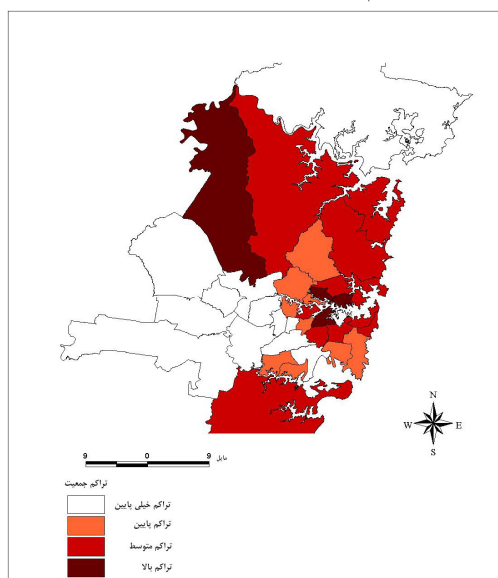 N
W E
S
9 0 9 مایل
تراکم جمعیت
تراکم خیلی پایین
تراکم پایین
تراکم متوسط
تراکم بالا